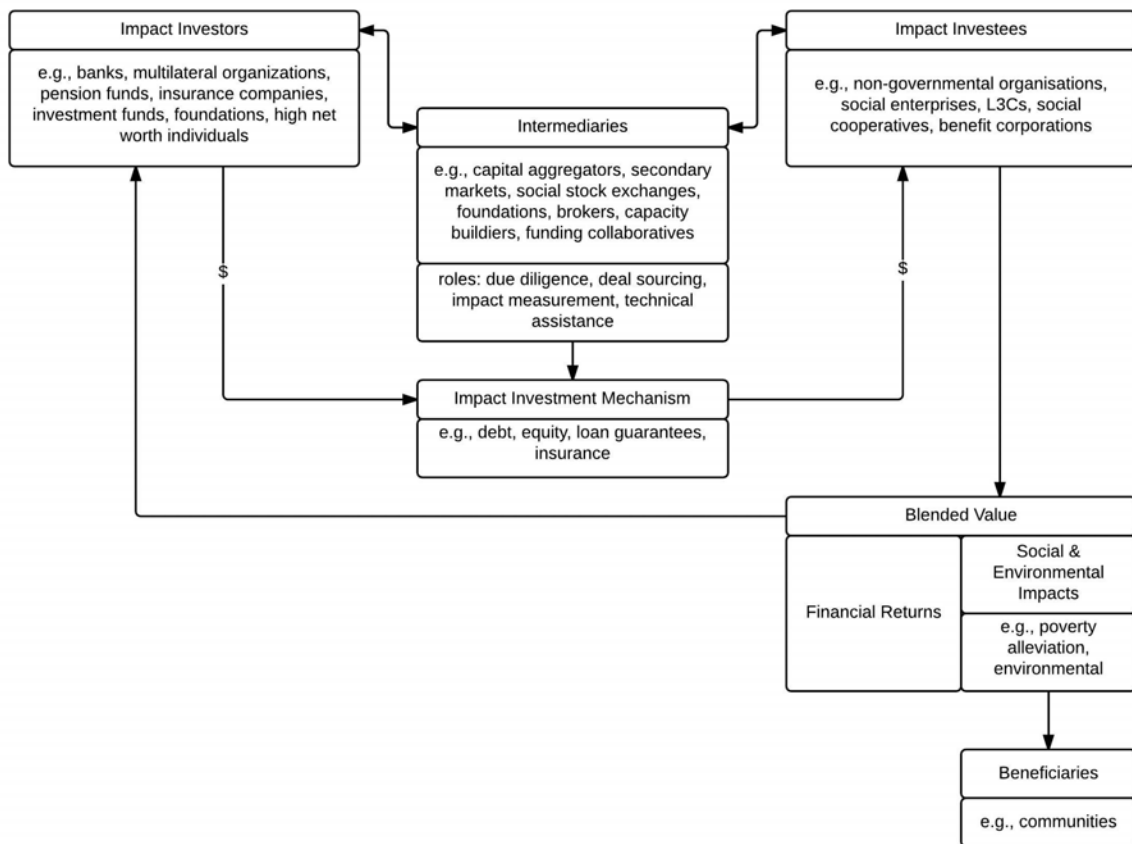 Impact Investors
e.g., banks, multilateral organizations,
pension funds, insurance companies,
investment funds, foundations, high net
worth individuals
Impact Investees
e.g., non-governmental organisations,
social enterprises, L3Cs, social
cooperatives, benefit corporations
Intermediaries
e.g., capital aggregators, secondary
markets, social stock exchanges,
foundations, brokers, capacity
buildiers, funding collaboratives
roles: due diligence, deal sourcing,
impact measurement, technical
assistance
$
$
Impact Investment Mechanism
e.g., debt, equity, loan guarantees,
insurance
Blended Value
Financial Returns
Social &
Environmental
Impacts
e.g., poverty
alleviation,
environmental
Beneficiaries
e.g., communities